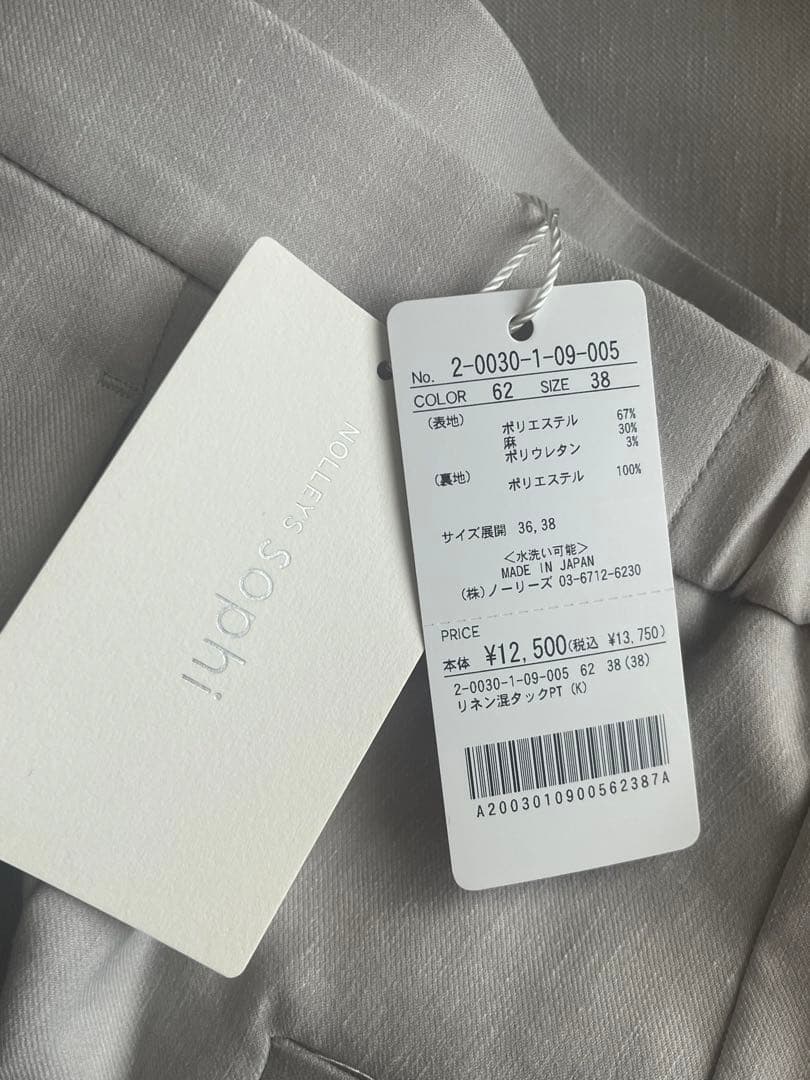 NOLLEYS sophi
No. 2-0030-1-09-005
COLOR 62 SIZE 38
(表地) ポリエステル 67%
麻 30%
ポリウレタン 3%
(裏地) ポリエステル 100%
サイズ展開 36,38
<水洗い可能>
MADE IN JAPAN
(株)ノーリーズ 03-6712-6230
PRICE
本体 ¥12,500(税込 ¥13,750)
2-0030-1-09-005 62 38(38)
リネン混タックPT (K)
A2003010900562387A